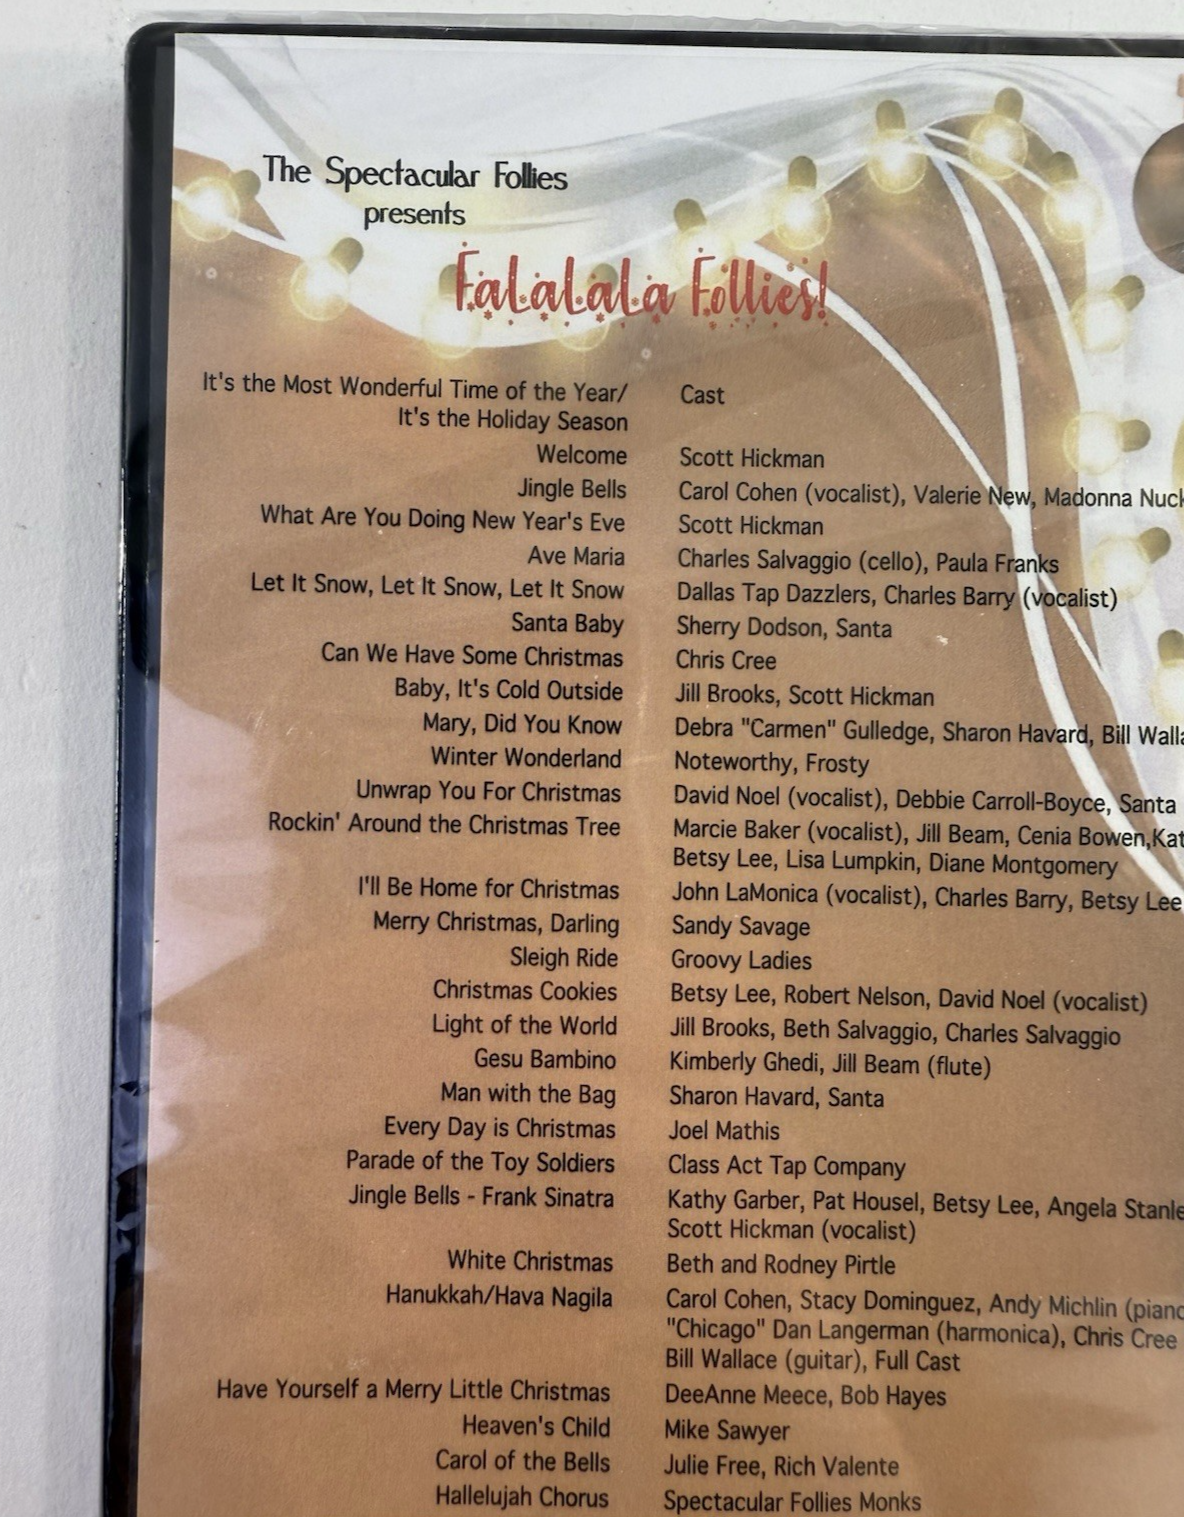 The Spectacular Follies
presents
FaLaLaLa Follies!
It's the Most Wonderful Time of the Year/ Cast
It's the Holiday Season
Welcome Scott Hickman
Jingle Bells Carol Cohen (vocalist), Valerie New, Madonna
What Are You Doing New Year's Eve Scott Hickman
Ave Maria Charles Salvaggio (cello), Paula Franks
Let It Snow, Let It Snow, Let It Snow Dallas Tap Dazzlers, Charles Barry (vocalist)
Santa Baby Sherry Dodson, Santa
Can We Have Some Christmas Chris Cree
Baby, It's Cold Outside Jill Brooks, Scott Hickman
Mary, Did You Know Debra "Carmen" Gulledge, Sharon Havard, Bill
Winter Wonderland Noteworthy, Frosty
Unwrap You For Christmas David Noel (vocalist), Debbie Carroll-Boyce, Santa
Rockin' Around the Christmas Tree Marcie Baker (vocalist), Jill Beam, Cenia Bowen,
Betsy Lee, Lisa Lumpkin, Diane Montgomery
I'll Be Home for Christmas John LaMonica (vocalist), Charles Barry, Betsy Lee
Merry Christmas, Darling Sandy Savage
Sleigh Ride Groovy Ladies
Christmas Cookies Betsy Lee, Robert Nelson, David Noel (vocalist)
Light of the World Jill Brooks, Beth Salvaggio, Charles Salvaggio
Gesu Bambino Kimberly Ghedi, Jill Beam (flute)
Man with the Bag Sharon Havard, Santa
Every Day is Christmas Joel Mathis
Parade of the Toy Soldiers Class Act Tap Company
Jingle Bells - Frank Sinatra Kathy Garber, Pat Housel, Betsy Lee, Angela
Scott Hickman (vocalist)
White Christmas Beth and Rodney Pirtle
Hanukkah/Hava Nagila Carol Cohen, Stacy Dominguez, Andy Michlin
"Chicago" Dan Langerman (harmonica), Chris Cree
Bill Wallace (guitar), Full Cast
Have Yourself a Merry Little Christmas DeeAnne Meece, Bob Hayes
Heaven's Child Mike Sawyer
Carol of the Bells Julie Free, Rich Valente
Hallelujah Chorus Spectacular Follies Monks